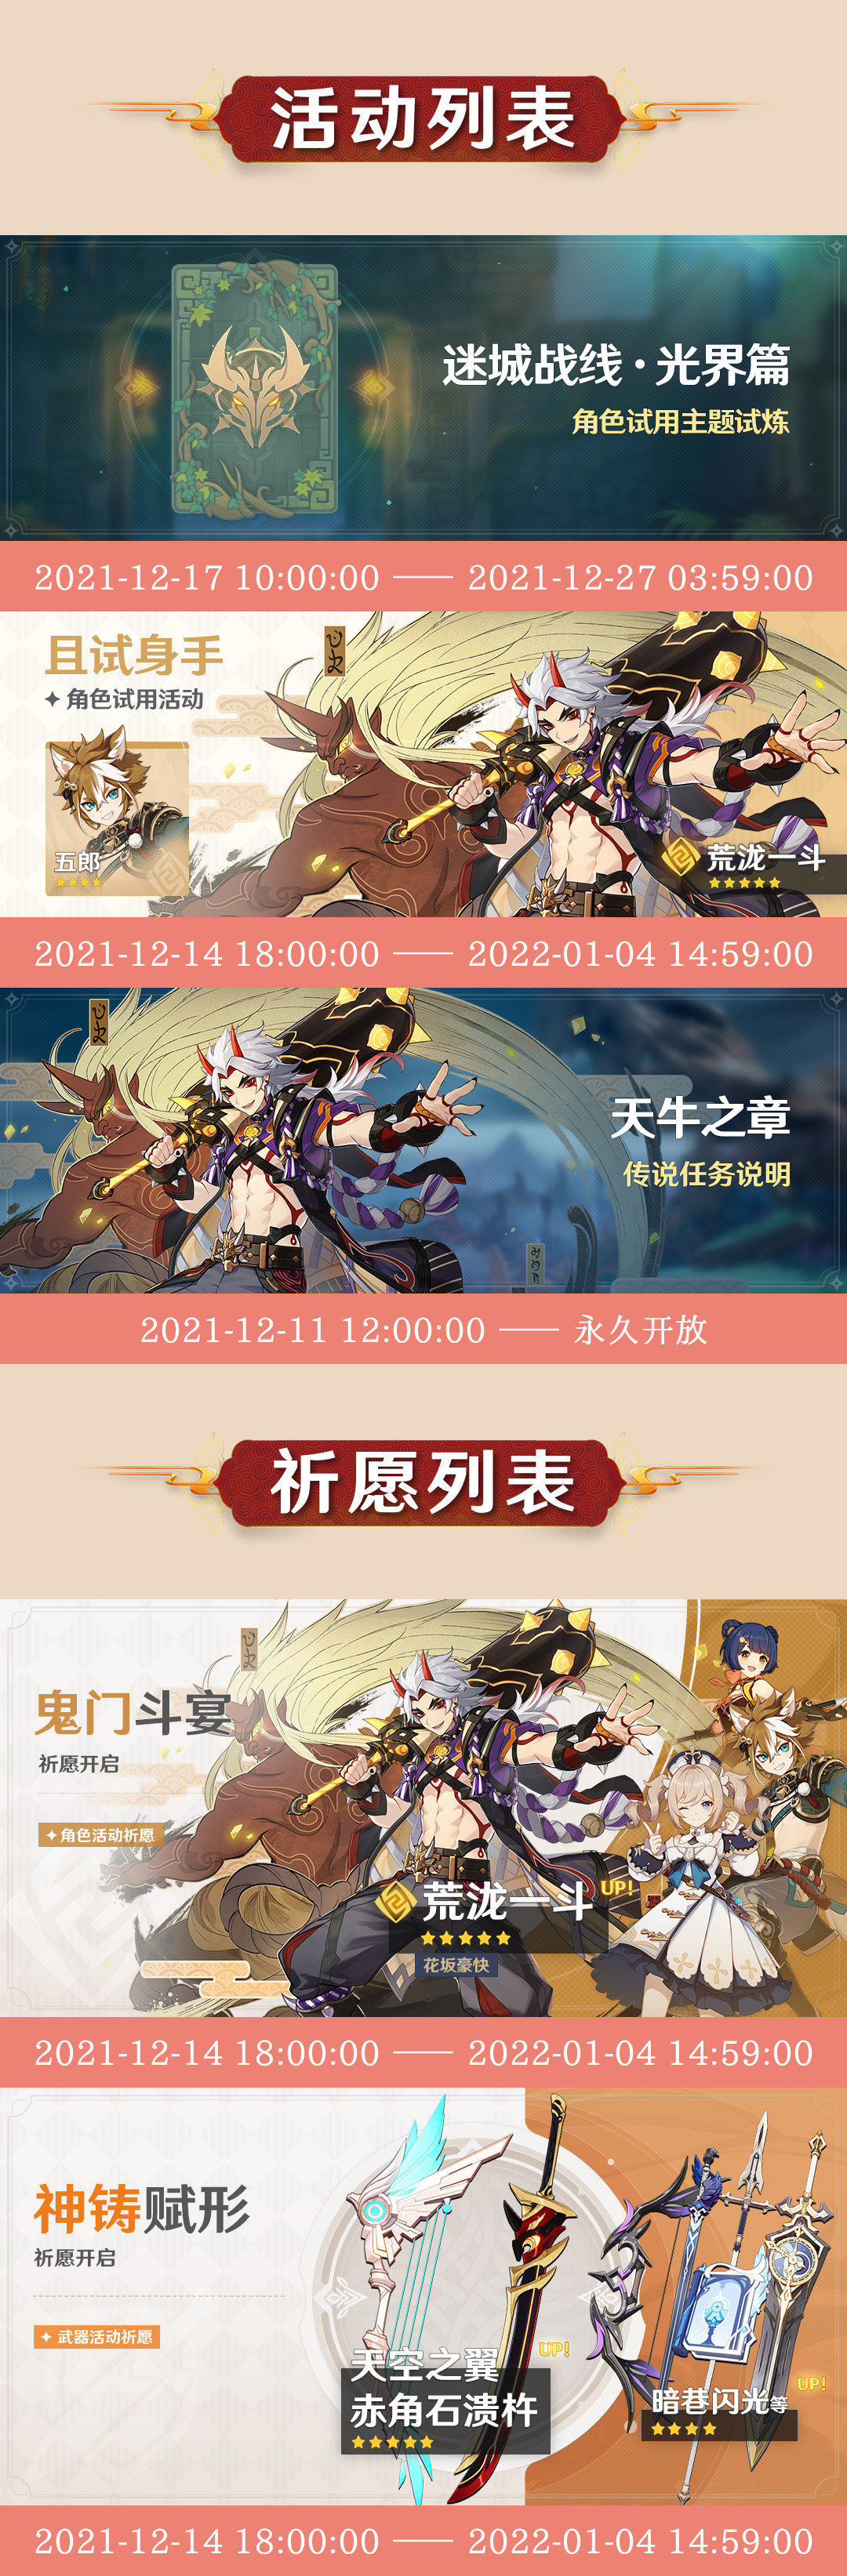 活动列表
迷城战线·光界篇
角色试用主题试炼
2021-12-17 10:00:00 —— 2021-12-27 03:59:00
且试身手
✦ 角色试用活动
五郎
荒泷一斗
2021-12-14 18:00:00 —— 2022-01-04 14:59:00
天牛之章
传说任务说明
2021-12-11 12:00:00 —— 永久开放
祈愿列表
鬼门斗宴
祈愿开启
✦角色活动祈愿
荒泷一斗 UP!
花坂豪快
2021-12-14 18:00:00 —— 2022-01-04 14:59:00
神铸赋形
祈愿开启
✦ 武器活动祈愿
天空之翼 UP!
赤角石溃杵
暗巷闪光等 UP!
2021-12-14 18:00:00 —— 2022-01-04 14:59:00